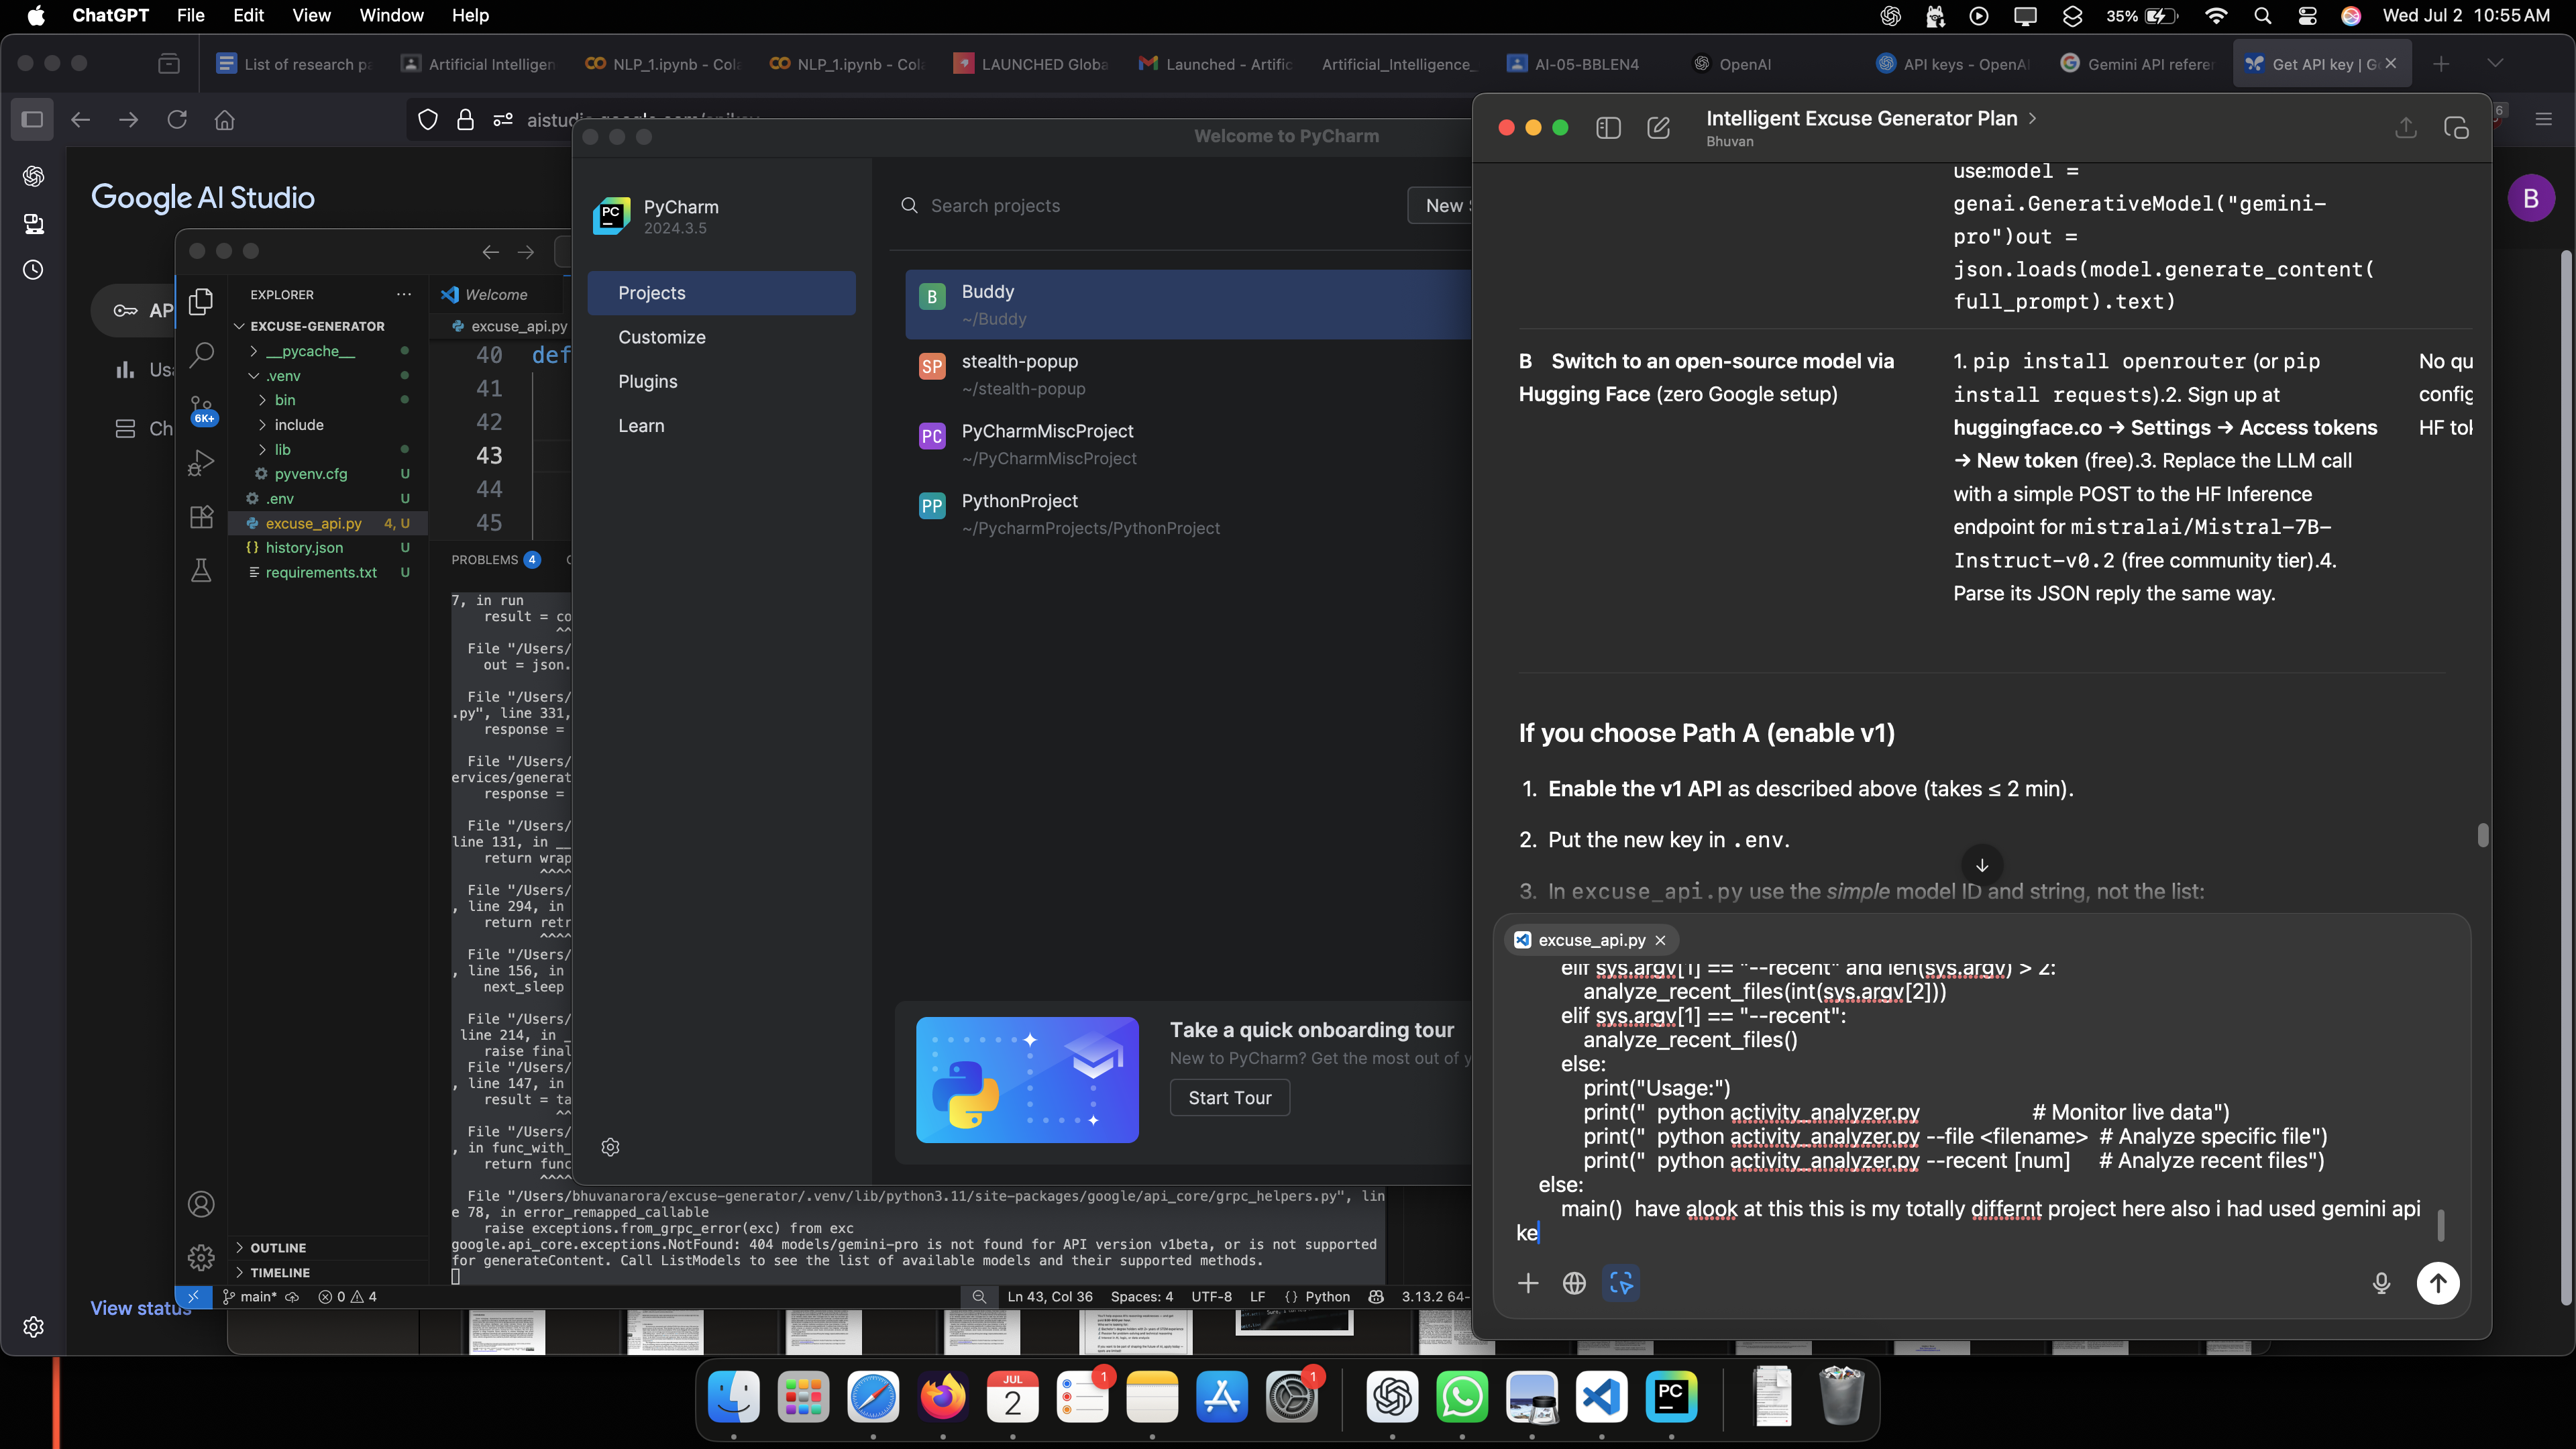 ChatGPT File Edit View Window Help
35% Wed Jul 2 10:55 AM
List of research pa
Artificial Intelligen
NLP_1.ipynb - Cola
NLP_1.ipynb - Cola
LAUNCHED Globa
Launched - Artific
Artificial_Intelligence_
AI-05-BBLEN4
OpenAI
API keys - OpenAI
Gemini API referen
Get API key | G
6
Google AI Studio
B
View status
EXPLORER
EXCUSE-GENERATOR
__pycache__
.venv
bin
include
lib
pyvenv.cfg U
.env U
excuse_api.py 4, U
history.json U
requirements.txt U
OUTLINE
TIMELINE
6K+
Welcome
excuse_api.py
40 def
41
42
43
44
45
PROBLEMS 4
7, in run
result = co
^^
File "/Users/
out = json.
File "/Users/
.py", line 331,
response =
File "/Users/
ervices/generat
response =
File "/Users/
line 131, in __
return wrap
^^^^
File "/Users/
, line 294, in
return retr
^^^^
File "/Users/
, line 156, in
next_sleep
File "/Users/
line 214, in _
raise final
File "/Users/
, line 147, in
result = ta
^^
File "/Users/
, in func_with_
return func
^^^^
File "/Users/bhuvanarora/excuse-generator/.venv/lib/python3.11/site-packages/google/api_core/grpc_helpers.py", lin
e 78, in error_remapped_callable
raise exceptions.from_grpc_error(exc) from exc
google.api_core.exceptions.NotFound: 404 models/gemini-pro is not found for API version v1beta, or is not supported
for generateContent. Call ListModels to see the list of available models and their supported methods.
main* 0 4
Ln 43, Col 36 Spaces: 4 UTF-8 LF {} Python 3.13.2 64-
Welcome to PyCharm
PC
PyCharm
2024.3.5
Projects
Customize
Plugins
Learn
Search projects
New
B
Buddy
~/Buddy
SP
stealth-popup
~/stealth-popup
PC
PyCharmMiscProject
~/PyCharmMiscProject
PP
PythonProject
~/PycharmProjects/PythonProject
Take a quick onboarding tour
New to PyCharm? Get the most out of y
Start Tour
Intelligent Excuse Generator Plan >
Bhuvan
use:model =
genai.GenerativeModel("gemini-
pro")out =
json.loads(model.generate_content(
full_prompt).text)
B Switch to an open-source model via
Hugging Face (zero Google setup)
1. pip install openrouter (or pip
install requests).2. Sign up at
huggingface.co → Settings → Access tokens
→ New token (free).3. Replace the LLM call
with a simple POST to the HF Inference
endpoint for mistralai/Mistral-7B-
Instruct-v0.2 (free community tier).4.
Parse its JSON reply the same way.
No qu
config
HF tok
If you choose Path A (enable v1)
1. Enable the v1 API as described above (takes ≤ 2 min).
2. Put the new key in .env.
3. In excuse_api.py use the simple model ID and string, not the list:
excuse_api.py ×
elif sys.argv[1] == "--recent" and len(sys.argv) > 2:
analyze_recent_files(int(sys.argv[2]))
elif sys.argv[1] == "--recent":
analyze_recent_files()
else:
print("Usage:")
print(" python activity_analyzer.py # Monitor live data")
print(" python activity_analyzer.py --file <filename> # Analyze specific file")
print(" python activity_analyzer.py --recent [num] # Analyze recent files")
else:
main() have alook at this this is my totally differnt project here also i had used gemini api
ke
JUL
2
1
1
PC